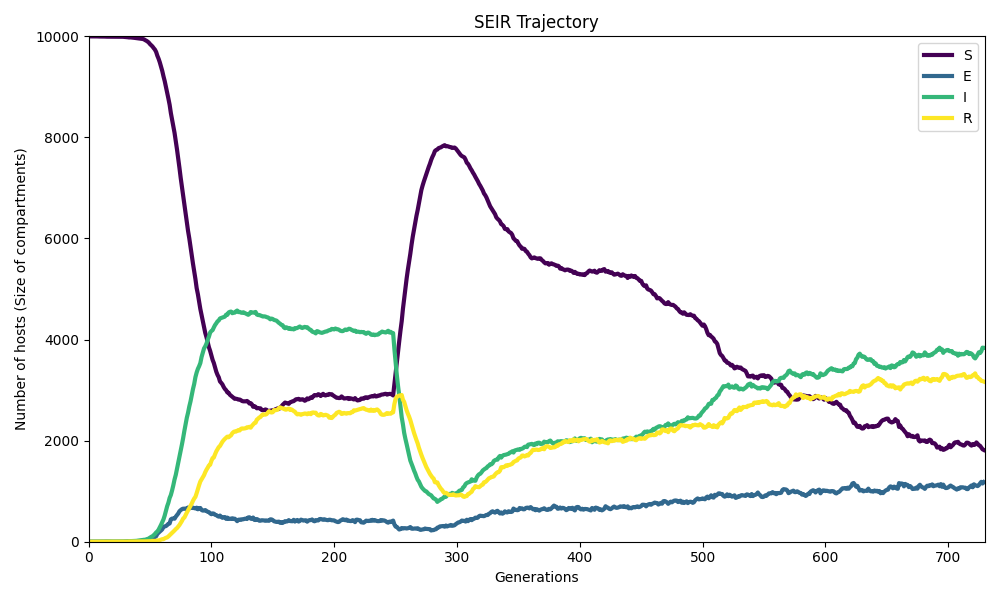 SEIR Trajectory
Number of hosts (Size of compartments)
10000
8000
6000
4000
2000
0
0 100 200 300 400 500 600 700
Generations
S
E
I
R